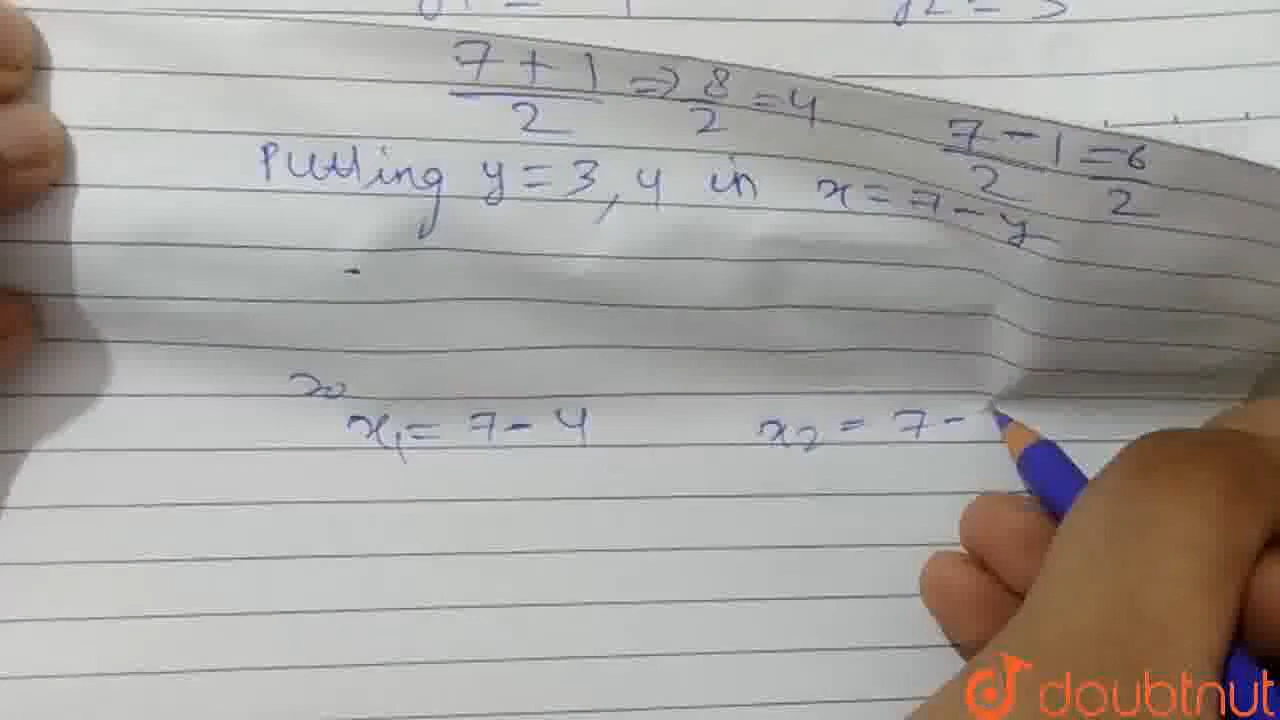 7 + 1 / 2 => 8 / 2 = 4
7 - 1 / 2 = 6 / 2
Putting y = 3, 4 in x = 7 - y
So
x₁ = 7 - 4
x₂ = 7 -
doubtnut